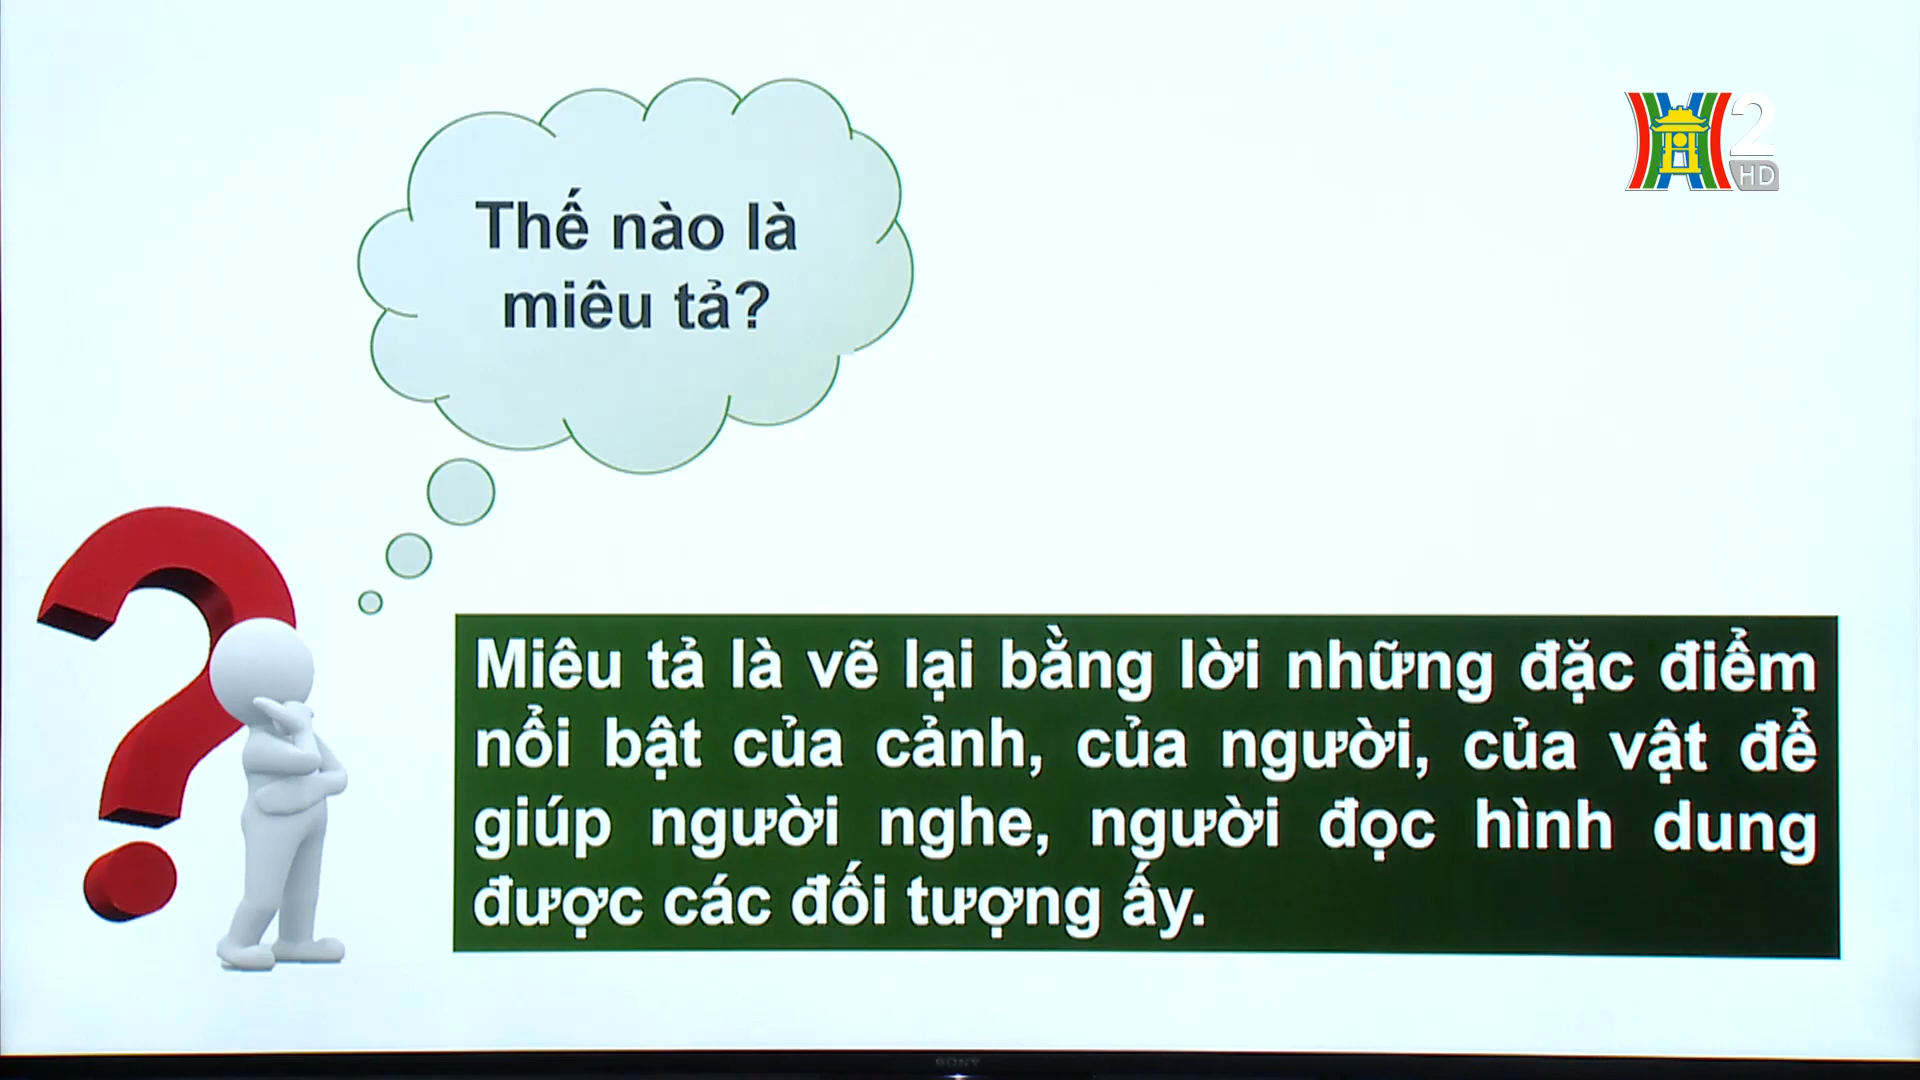 Thế nào là
miêu tả?
2
HD
Miêu tả là vẽ lại bằng lời những đặc điểm
nổi bật của cảnh, của người, của vật để
giúp người nghe, người đọc hình dung
được các đối tượng ấy.
SONY